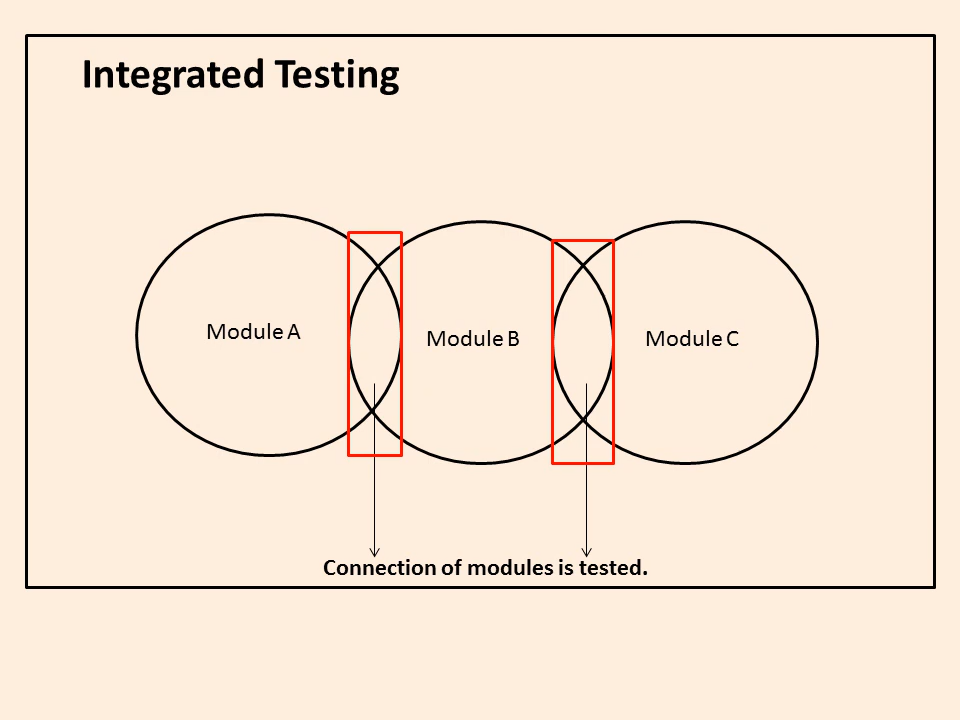 Integrated Testing
Module A
Module B
Module C
Connection of modules is tested.